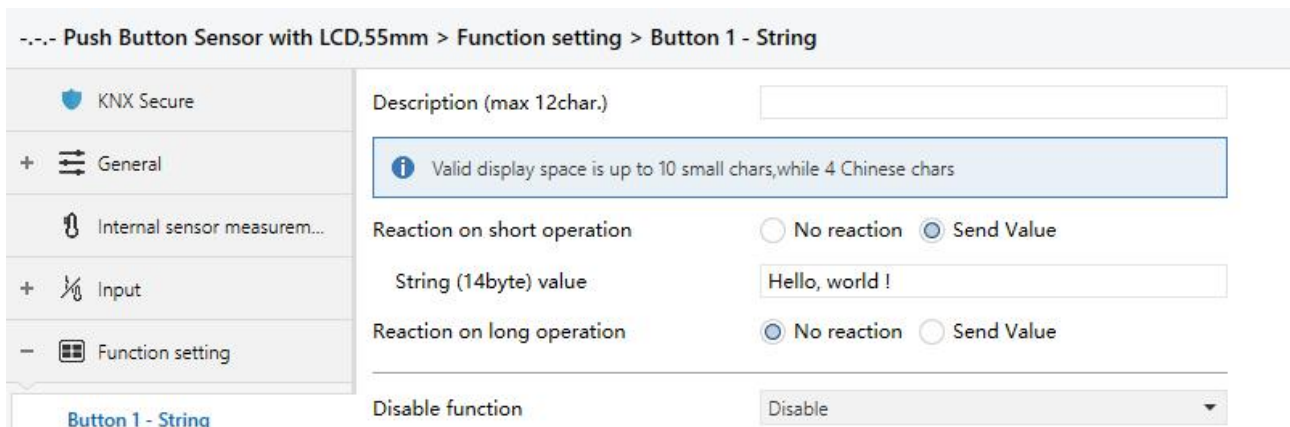 -.-.- Push Button Sensor with LCD,55mm > Function setting > Button 1 - String
KNX Secure
Description (max 12char.)
+ General
Valid display space is up to 10 small chars,while 4 Chinese chars
Internal sensor measurem...
Reaction on short operation
No reaction
Send Value
+ Input
String (14byte) value
Hello, world !
Reaction on long operation
No reaction
Send Value
− Function setting
Button 1 - String
Disable function
Disable